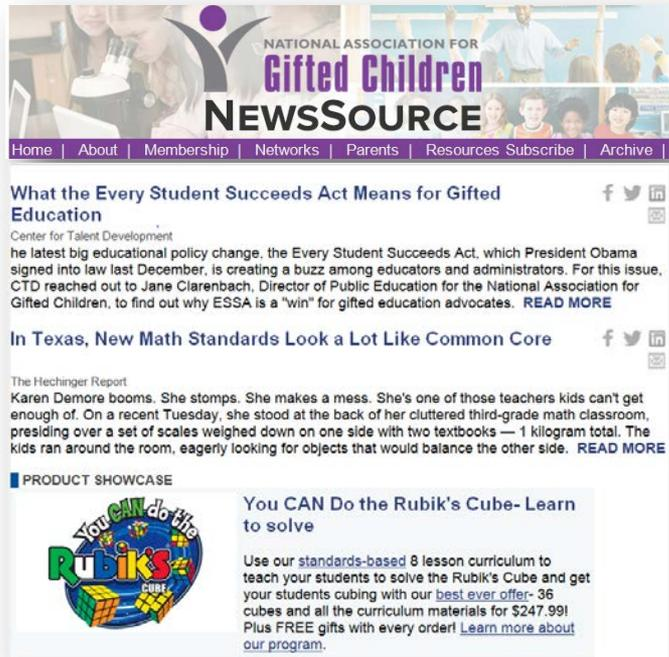 NATIONAL ASSOCIATION FOR
Gifted Children
NEWSSOURCE
Home | About | Membership | Networks | Parents | Resources Subscribe | Archive |
What the Every Student Succeeds Act Means for Gifted
Education
Center for Talent Development
he latest big educational policy change, the Every Student Succeeds Act, which President Obama
signed into law last December, is creating a buzz among educators and administrators. For this issue,
CTD reached out to Jane Clarenbach, Director of Public Education for the National Association for
Gifted Children, to find out why ESSA is a "win" for gifted education advocates. READ MORE
In Texas, New Math Standards Look a Lot Like Common Core
The Hechinger Report
Karen Demore booms. She stomps. She makes a mess. She's one of those teachers kids can't get
enough of. On a recent Tuesday, she stood at the back of her cluttered third-grade math classroom,
presiding over a set of scales weighed down on one side with two textbooks — 1 kilogram total. The
kids ran around the room, eagerly looking for objects that would balance the other side. READ MORE
PRODUCT SHOWCASE
You CAN do the
Rubik's
CUBE
You CAN Do the Rubik's Cube- Learn
to solve
Use our standards-based 8 lesson curriculum to
teach your students to solve the Rubik's Cube and get
your students cubing with our best ever offer- 36
cubes and all the curriculum materials for $247.99!
Plus FREE gifts with every order! Learn more about
our program.